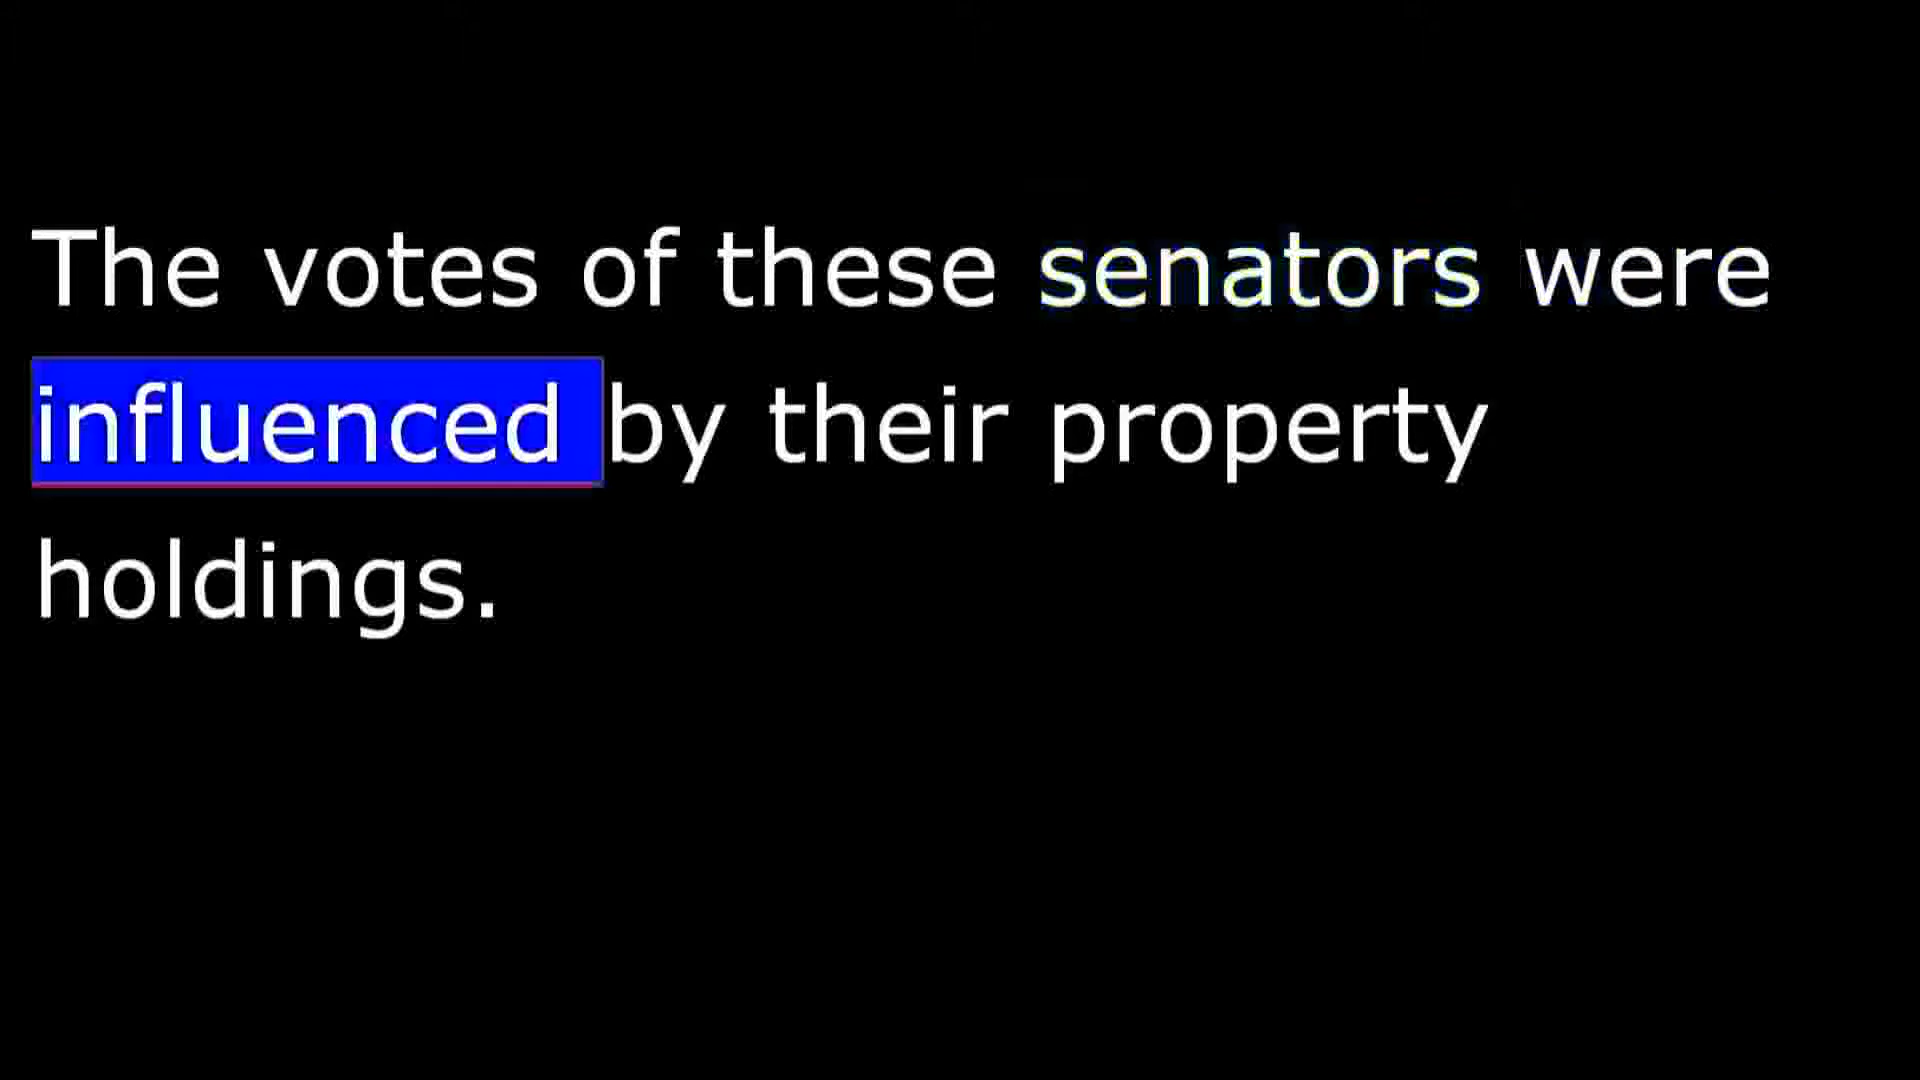 The votes of these senators were
influenced by their property
holdings.